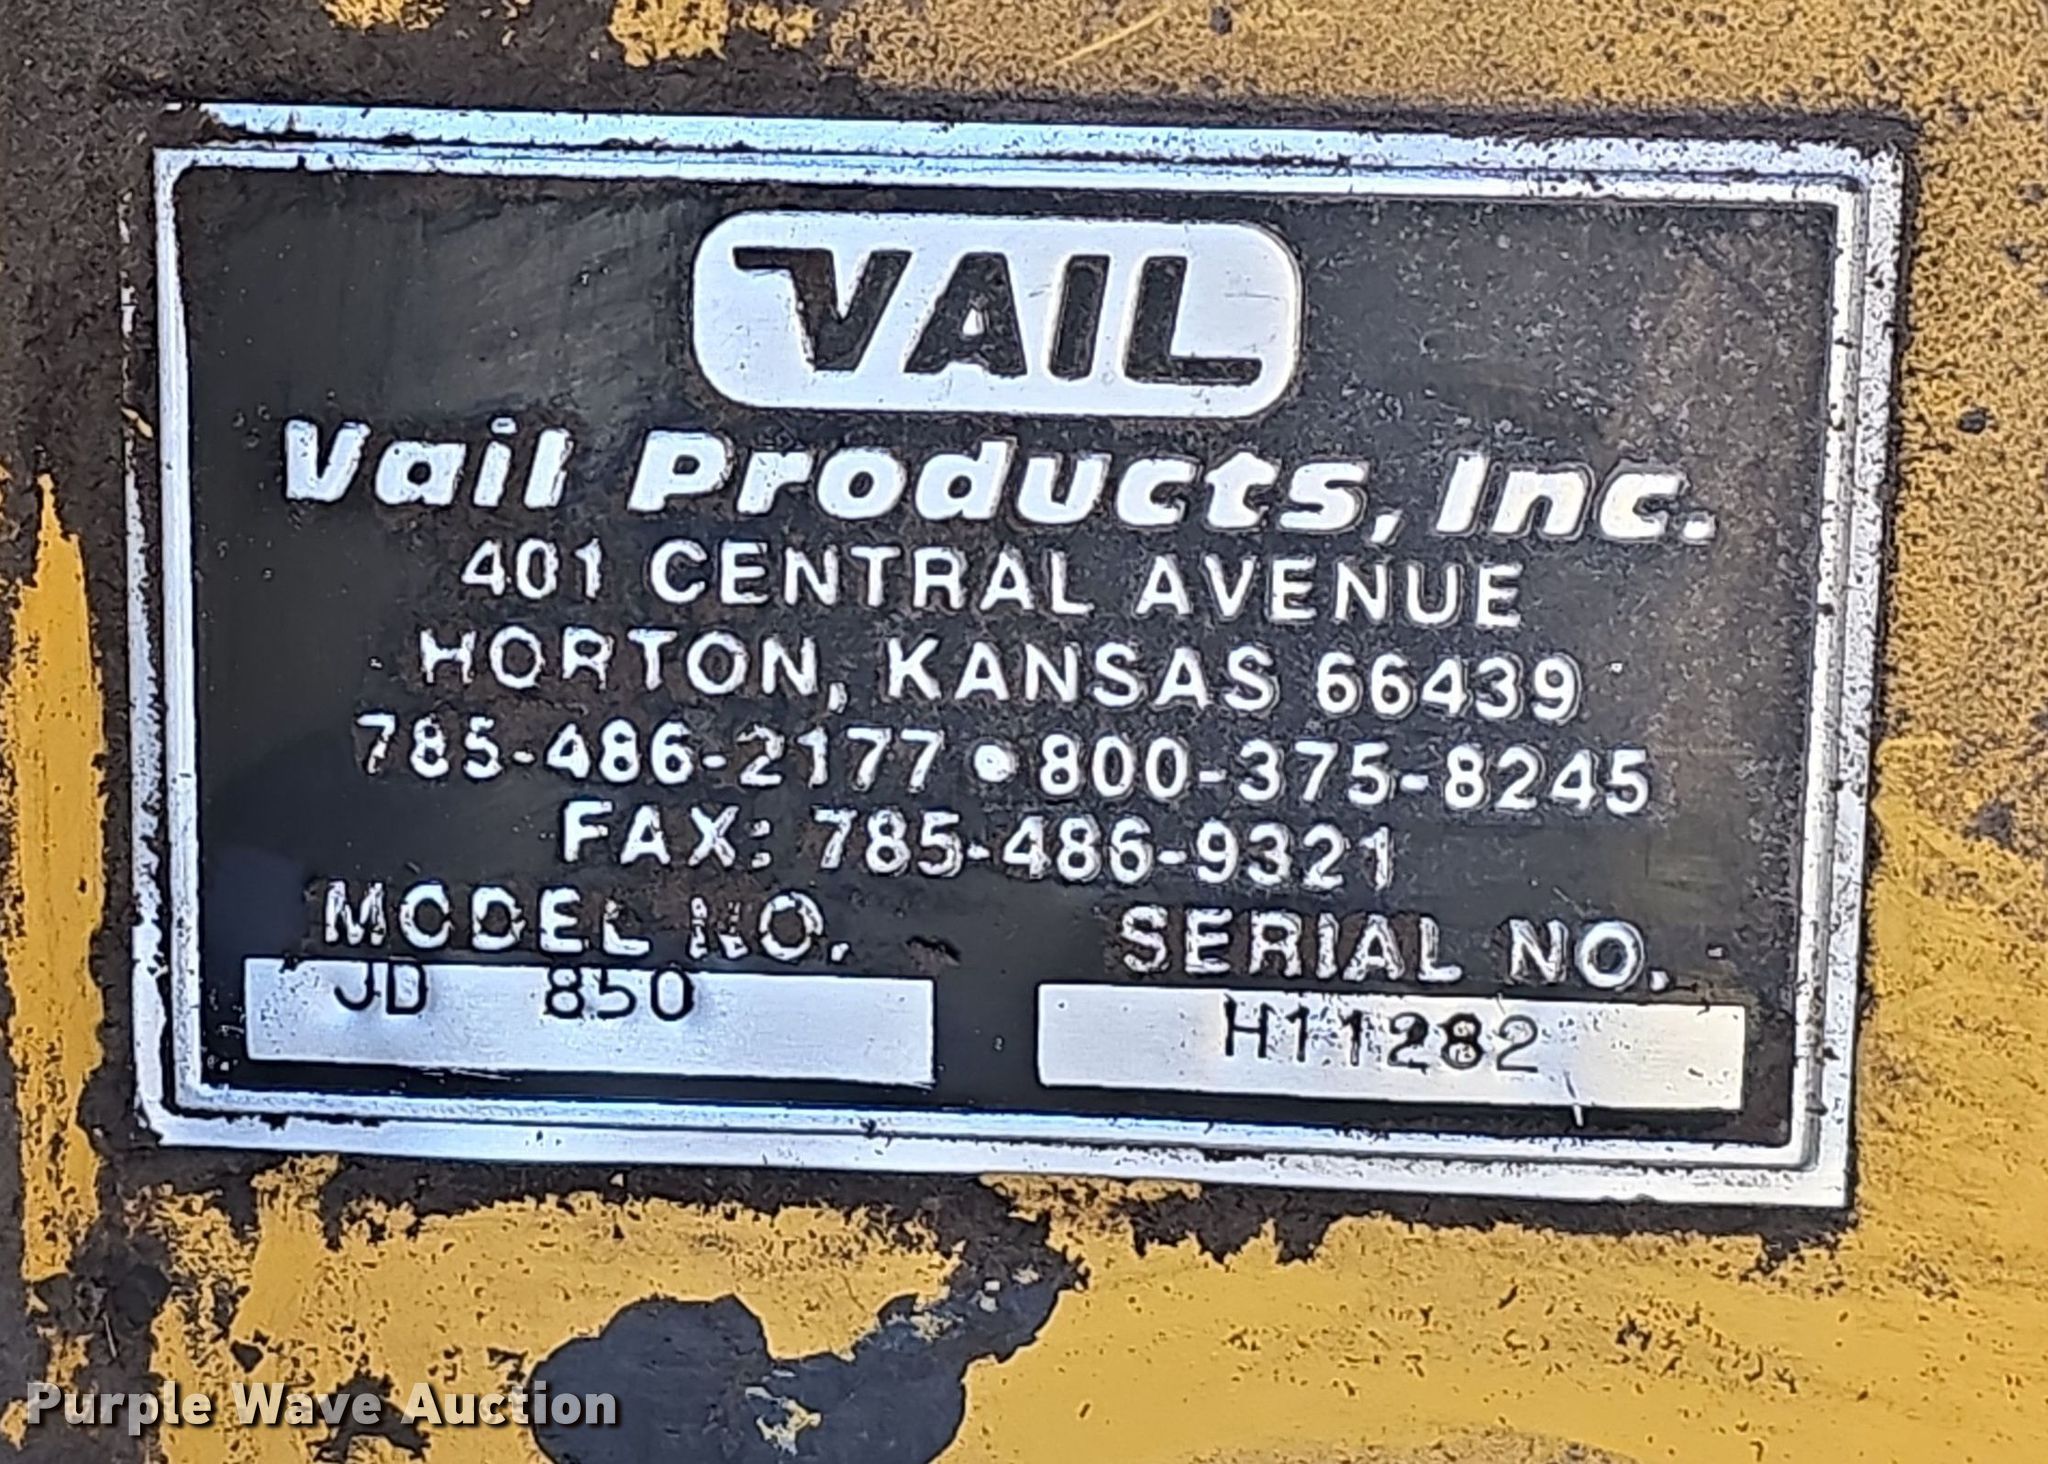 VAIL
Vail Products, Inc.
401 CENTRAL AVENUE
HORTON, KANSAS 66439
785-486-2177 • 800-375-8245
FAX: 785-486-9321
MODEL NO. SERIAL NO.
JD 850 H11282
Purple Wave Auction